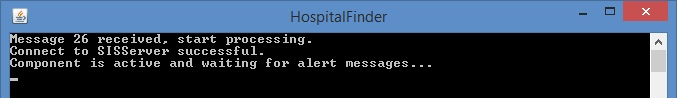 HospitalFinder
Message 26 received, start processing.
Connect to SISServer successful.
Component is active and waiting for alert messages...